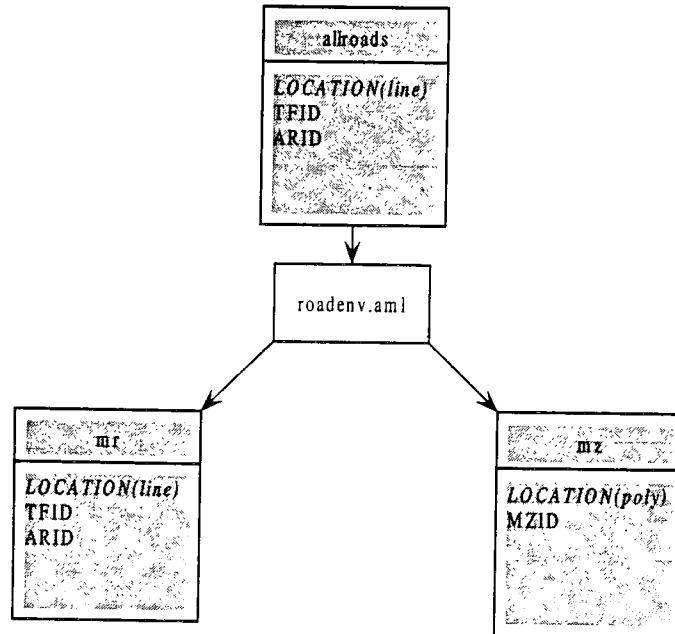 allroads
LOCATION(line)
TFID
ARID
roadenv.aml
mr
LOCATION(line)
TFID
ARID
mz
LOCATION(poly)
MZID